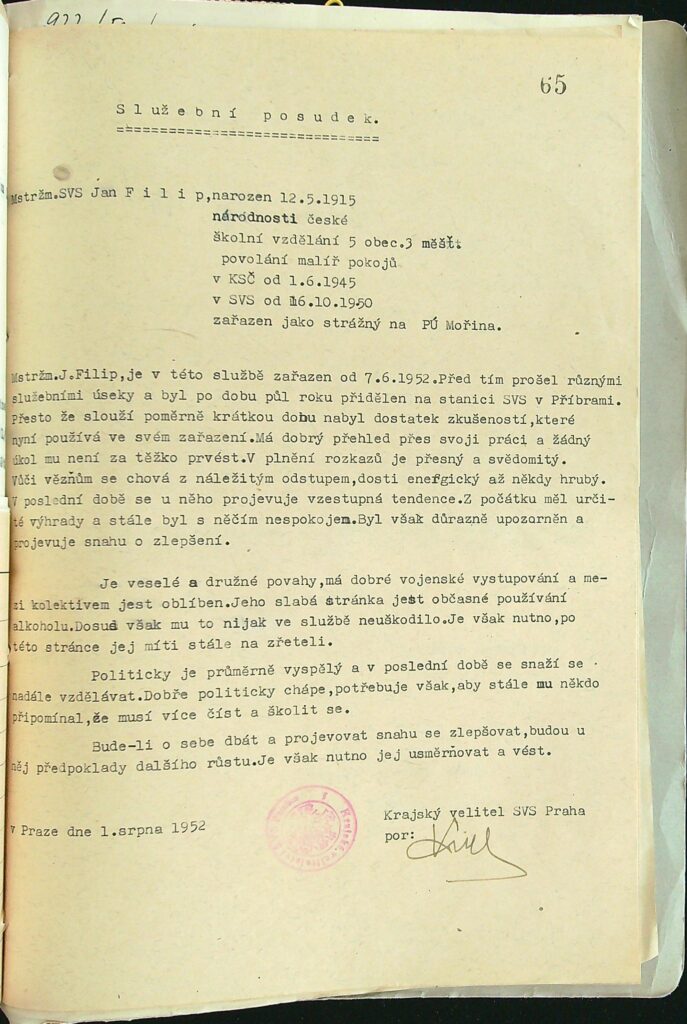 65
Služební posudek.
==============================
Mstržm.SVS Jan F i l i p,narozen 12.5.1915
národnosti české
školní vzdělání 5 obec.3 měšť.
povolání malíř pokojů
v KSČ od 1.6.1945
v SVS od 16.10.1950
zařazen jako strážný na PÚ Mořina.
Mstržm.J.Filip,je v této službě zařazen od 7.6.1952.Před tím prošel různými
služebními úseky a byl po dobu půl roku přidělen na stanici SVS v Příbrami.
Přesto že slouží poměrně krátkou dobu nabyl dostatek zkušeností,které
nyní používá ve svém zařazení.Má dobrý přehled přes svoji práci a žádný
úkol mu není za těžko prvést.V plnění rozkazů je přesný a svědomitý.
Vůči vězňům se chová z náležitým odstupem,dosti energický až někdy hrubý.
V poslední době se u něho projevuje vzestupná tendence.Z počátku měl urči-
té výhrady a stále byl s něčím nespokojen.Byl však důrazně upozorněn a
projevuje snahu o zlepšení.
Je veselé a družné povahy,má dobré vojenské vystupování a me-
zi kolektivem jest oblíben.Jeho slabá stránka jest občasné používání
alkoholu.Dosud však mu to nijak ve službě neuškodilo.Je však nutno,po
této stránce jej míti stále na zřeteli.
Politicky je průměrně vyspělý a v poslední době se snaží se
nadále vzdělávat.Dobře politicky chápe,potřebuje však,aby stále mu někdo
připomínal,že musí více číst a školit se.
Bude-li o sebe dbát a projevovat snahu se zlepšovat,budou u
něj předpoklady dalšího růstu.Je však nutno jej usměrňovat a vést.
v Praze dne 1.srpna 1952
Krajský velitel SVS Praha
por: